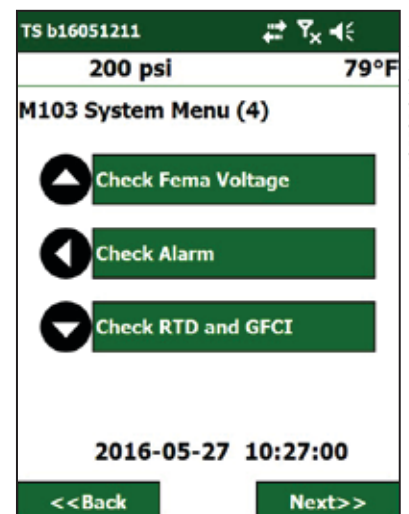 TS b16051211
200 psi 79°F
M103 System Menu (4)
Check Fema Voltage
Check Alarm
Check RTD and GFCI
2016-05-27 10:27:00
<<Back Next>>